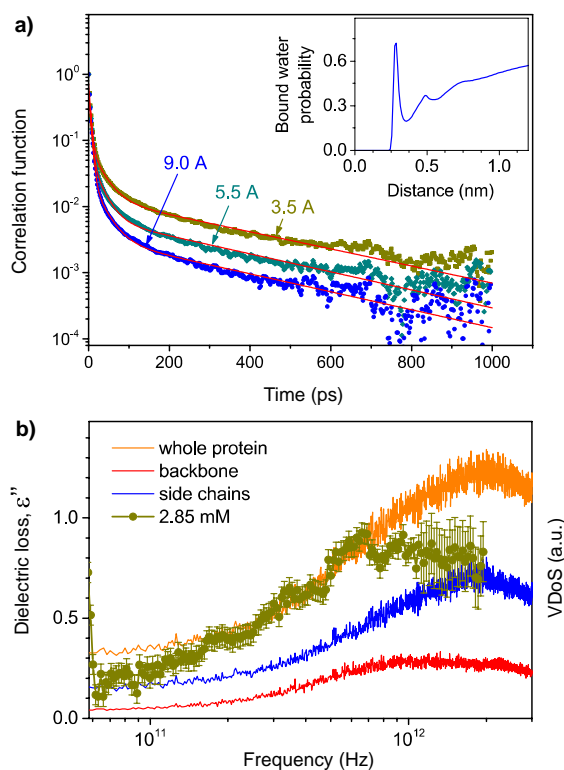 a)
10^0
10^-1
10^-2
10^-3
10^-4
Correlation function
9.0 A
5.5 A
3.5 A
0.6
0.3
0.0
Bound water
probability
0.0 0.5 1.0
Distance (nm)
0 200 400 600 800 1000
Time (ps)
b)
whole protein
backbone
side chains
2.85 mM
1.0
0.5
0.0
Dielectric loss, ε"
VDoS (a.u.)
10^11 10^12
Frequency (Hz)